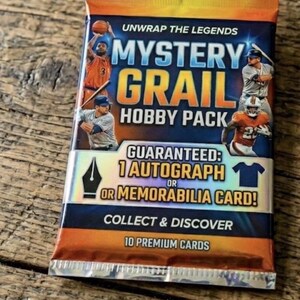 UNWRAP THE LEGENDS
MYSTERY
GRAIL
HOBBY PACK
GUARANTEED:
1 AUTOGRAPH
OR
OR MEMORABILIA CARD!
COLLECT & DISCOVER
10 PREMIUM CARDS